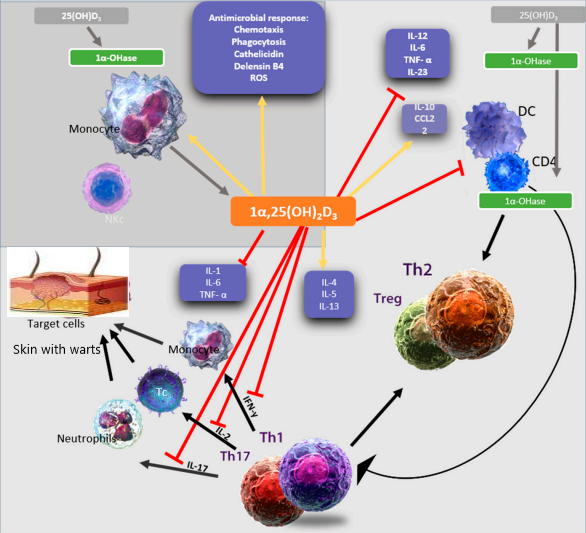 25(OH)D3
1α-OHase
Monocyte
NKc
Antimicrobial response:
Chemotaxis
Phagocytosis
Cathelicidin
Delensin B4
ROS
IL-12
IL-6
TNF- α
IL-23
IL-10
CCL2
2
25(OH)D3
1α-OHase
DC
CD4
1α-OHase
1α,25(OH)2D3
IL-1
IL-6
TNF- α
IL-4
IL-5
IL-13
Th2
Treg
Target cells
Skin with warts
Monocyte
Tc
Neutrophils
IFN-γ
IL-2
IL-17
Th1
Th17